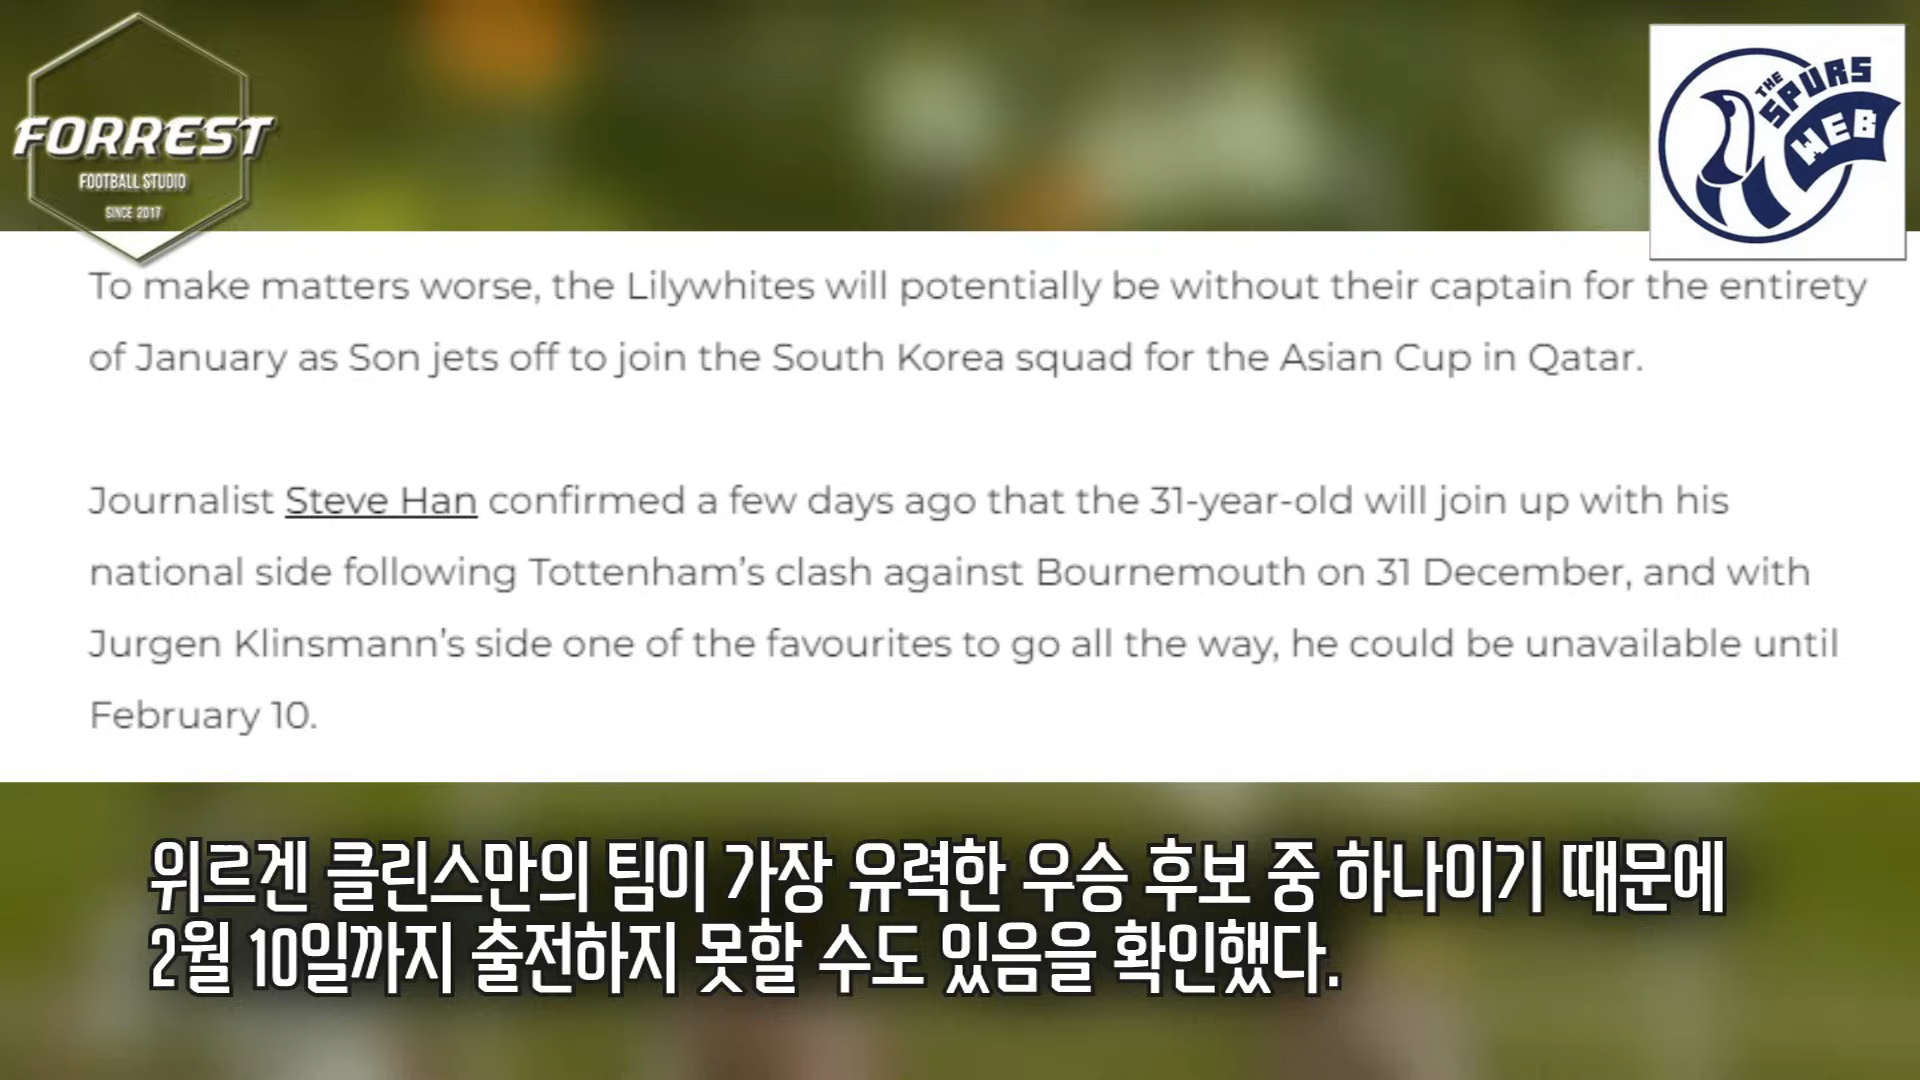 FORREST
FOOTBALL STUDIO
SINCE 2017
THE
SPURS
WEB
To make matters worse, the Lilywhites will potentially be without their captain for the entirety
of January as Son jets off to join the South Korea squad for the Asian Cup in Qatar.
Journalist Steve Han confirmed a few days ago that the 31-year-old will join up with his
national side following Tottenham's clash against Bournemouth on 31 December, and with
Jurgen Klinsmann's side one of the favourites to go all the way, he could be unavailable until
February 10.
위르겐 클린스만의 팀이 가장 유력한 우승 후보 중 하나이기 때문에
2월 10일까지 출전하지 못할 수도 있음을 확인했다.